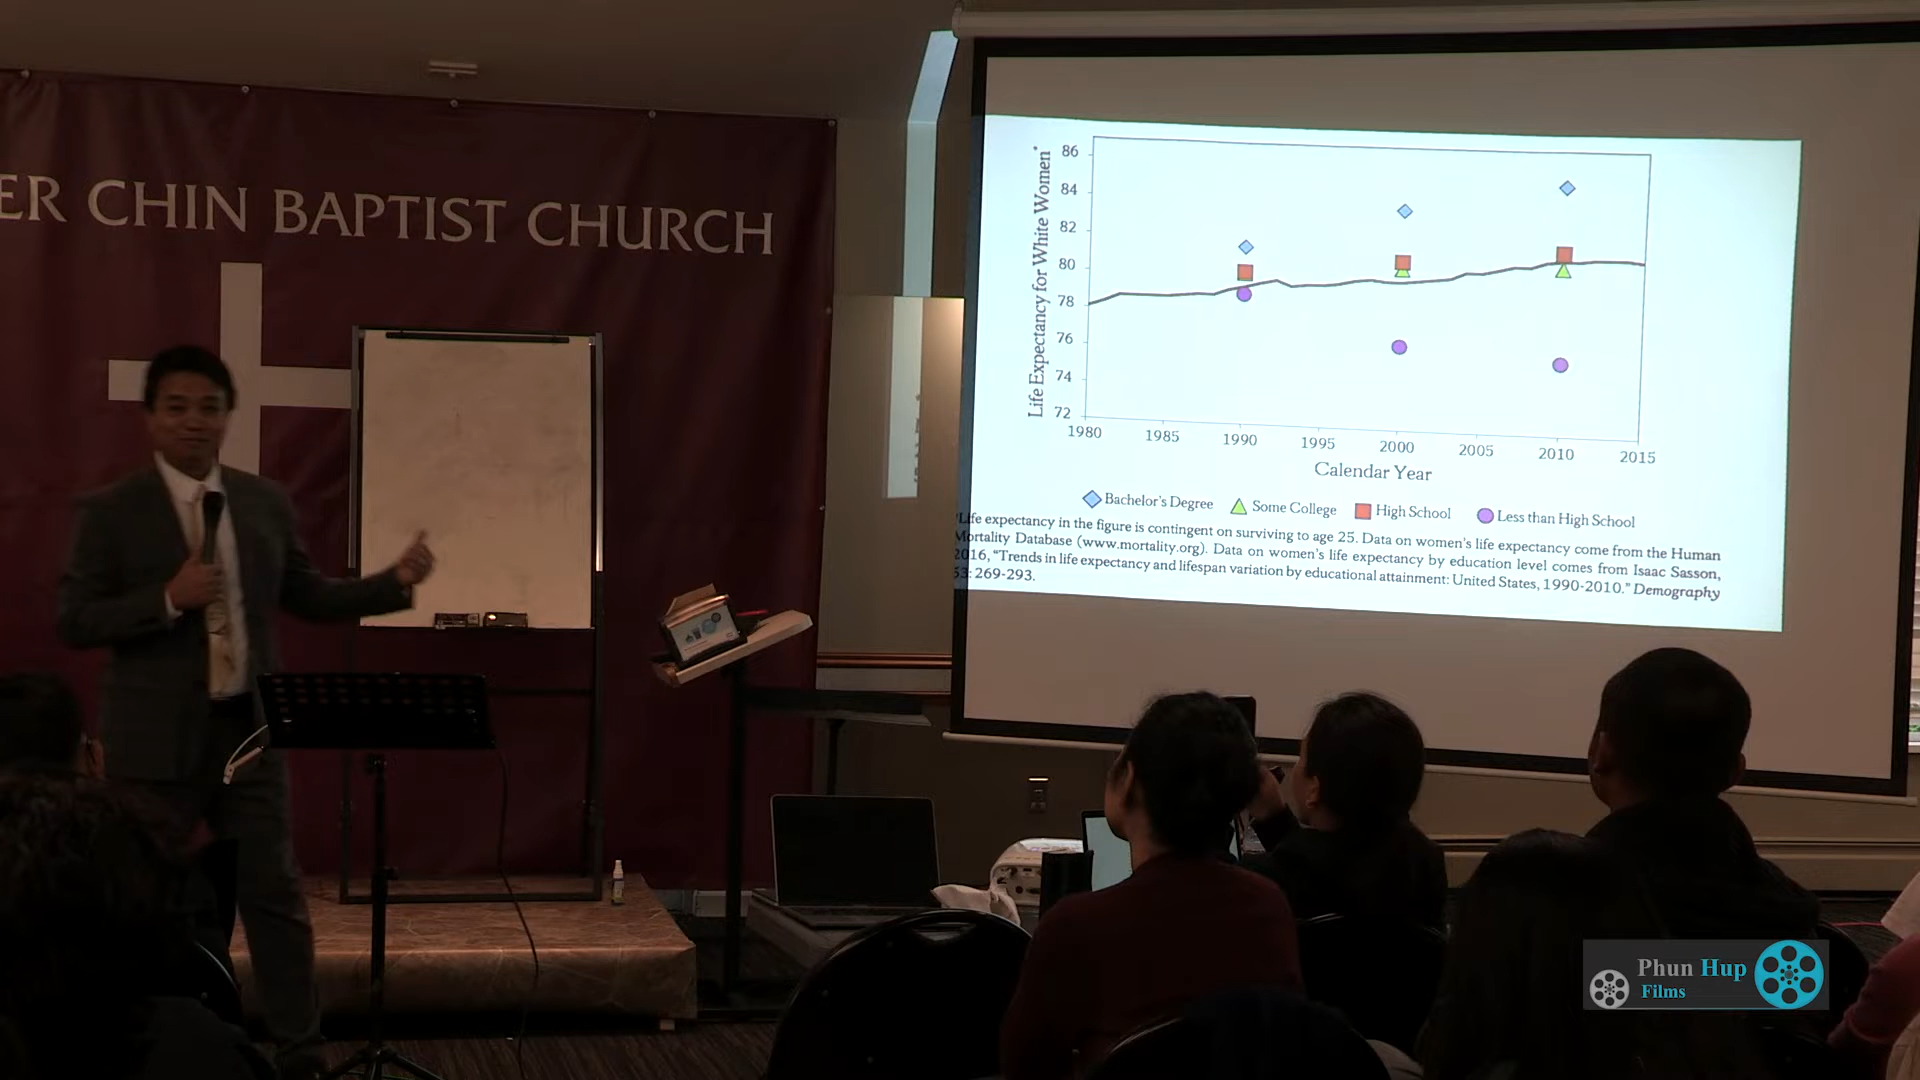 ER CHIN BAPTIST CHURCH
Life Expectancy for White Women*
86
84
82
80
78
76
74
72
1980 1985 1990 1995 2000 2005 2010 2015
Calendar Year
Bachelor's Degree Some College High School Less than High School
*Life expectancy in the figure is contingent on surviving to age 25. Data on women's life expectancy come from the Human
Mortality Database (www.mortality.org). Data on women's life expectancy by education level comes from Isaac Sasson,
2016, "Trends in life expectancy and lifespan variation by educational attainment: United States, 1990-2010." Demography
53: 269-293.
Phun Hup
Films